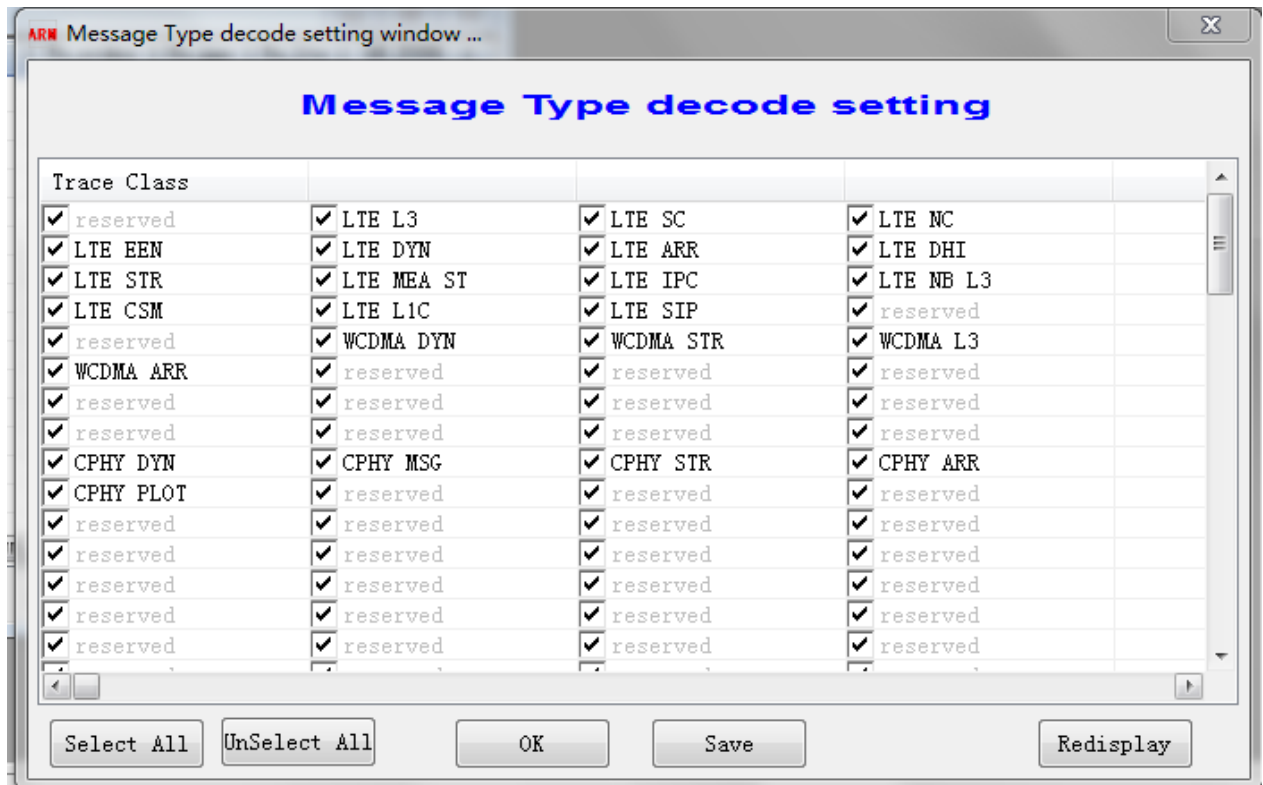 ARM Message Type decode setting window ...
Message Type decode setting
Trace Class
reserved LTE L3 LTE SC LTE NC
LTE EEN LTE DYN LTE ARR LTE DHI
LTE STR LTE MEA ST LTE IPC LTE NB L3
LTE CSM LTE L1C LTE SIP reserved
reserved WCDMA DYN WCDMA STR WCDMA L3
WCDMA ARR reserved reserved reserved
reserved reserved reserved reserved
reserved reserved reserved reserved
CPHY DYN CPHY MSG CPHY STR CPHY ARR
CPHY PLOT reserved reserved reserved
reserved reserved reserved reserved
reserved reserved reserved reserved
reserved reserved reserved reserved
reserved reserved reserved reserved
reserved reserved reserved reserved
Select All UnSelect All OK Save Redisplay